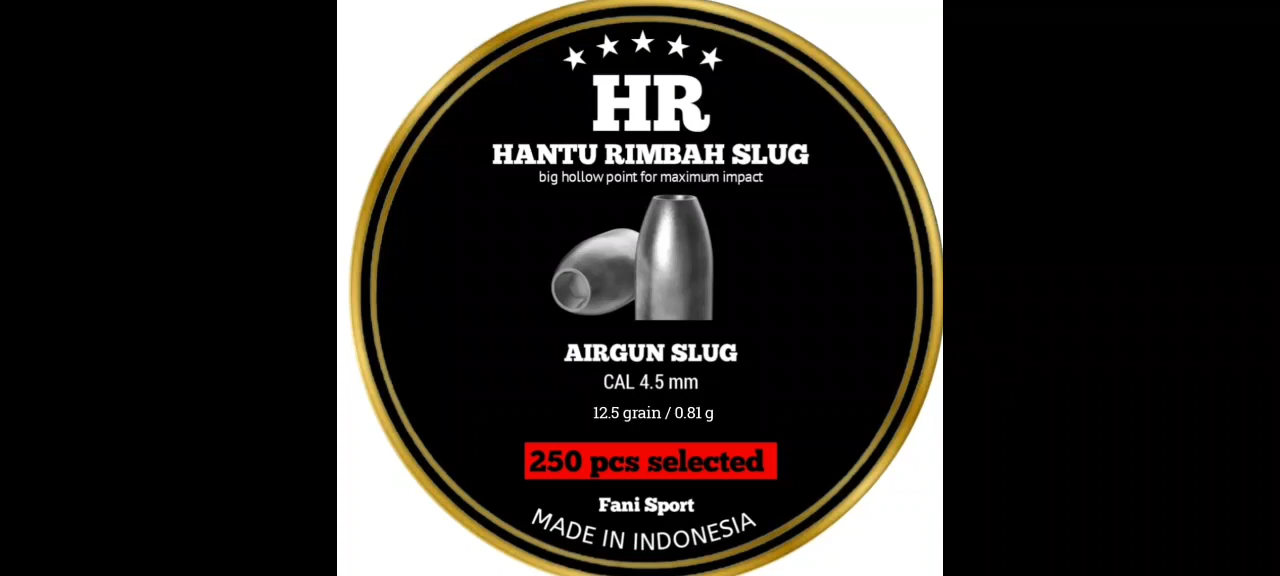 HR
HANTU RIMBAH SLUG
big hollow point for maximum impact
AIRGUN SLUG
CAL 4.5 mm
12.5 grain / 0.81 g
250 pcs selected
Fani Sport
MADE IN INDONESIA